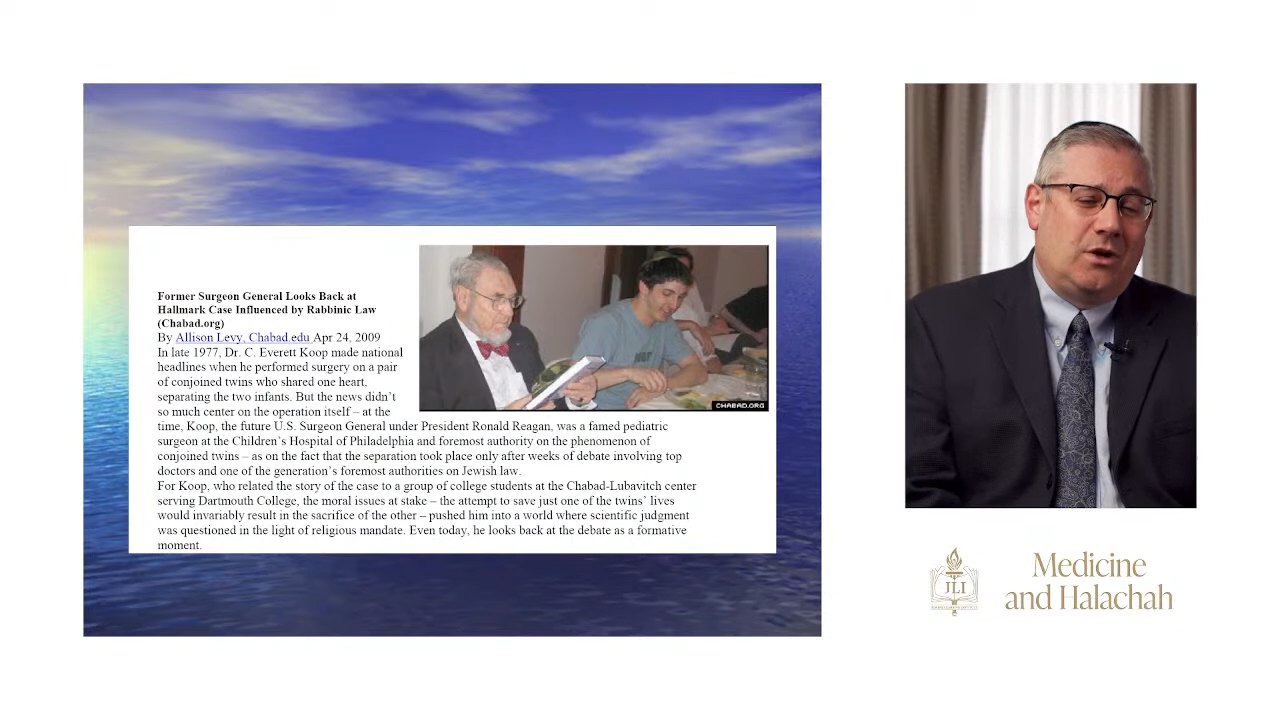 Former Surgeon General Looks Back at
Hallmark Case Influenced by Rabbinic Law
(Chabad.org)
By Allison Levy, Chabad.edu Apr 24, 2009
In late 1977, Dr. C. Everett Koop made national
headlines when he performed surgery on a pair
of conjoined twins who shared one heart,
separating the two infants. But the news didn't
so much center on the operation itself – at the
time, Koop, the future U.S. Surgeon General under President Ronald Reagan, was a famed pediatric
surgeon at the Children's Hospital of Philadelphia and foremost authority on the phenomenon of
conjoined twins – as on the fact that the separation took place only after weeks of debate involving top
doctors and one of the generation's foremost authorities on Jewish law.
For Koop, who related the story of the case to a group of college students at the Chabad-Lubavitch center
serving Dartmouth College, the moral issues at stake – the attempt to save just one of the twins' lives
would invariably result in the sacrifice of the other – pushed him into a world where scientific judgment
was questioned in the light of religious mandate. Even today, he looks back at the debate as a formative
moment.
CHABAD.ORG
JLI
Medicine
and Halachah